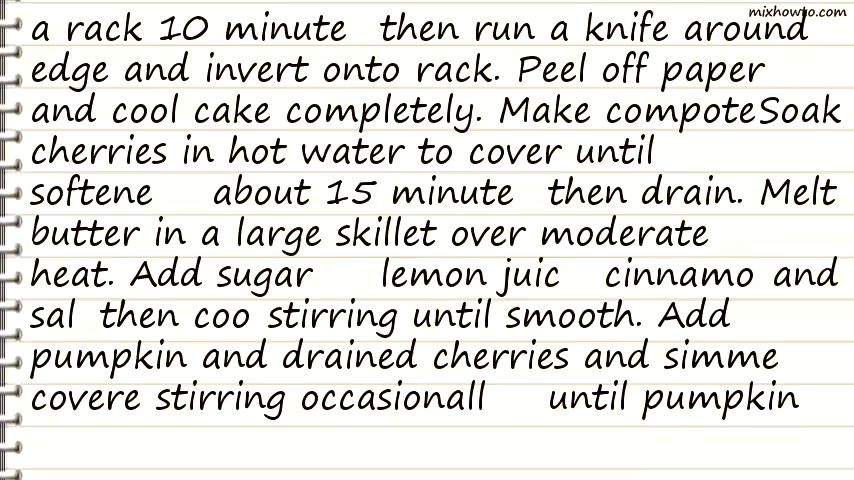 mixhowto.com
a rack 10 minute then run a knife around
edge and invert onto rack. Peel off paper
and cool cake completely. Make compoteSoak
cherries in hot water to cover until
softene about 15 minute then drain. Melt
butter in a large skillet over moderate
heat. Add sugar lemon juic cinnamo and
sal then coo stirring until smooth. Add
pumpkin and drained cherries and simme
covere stirring occasionall until pumpkin